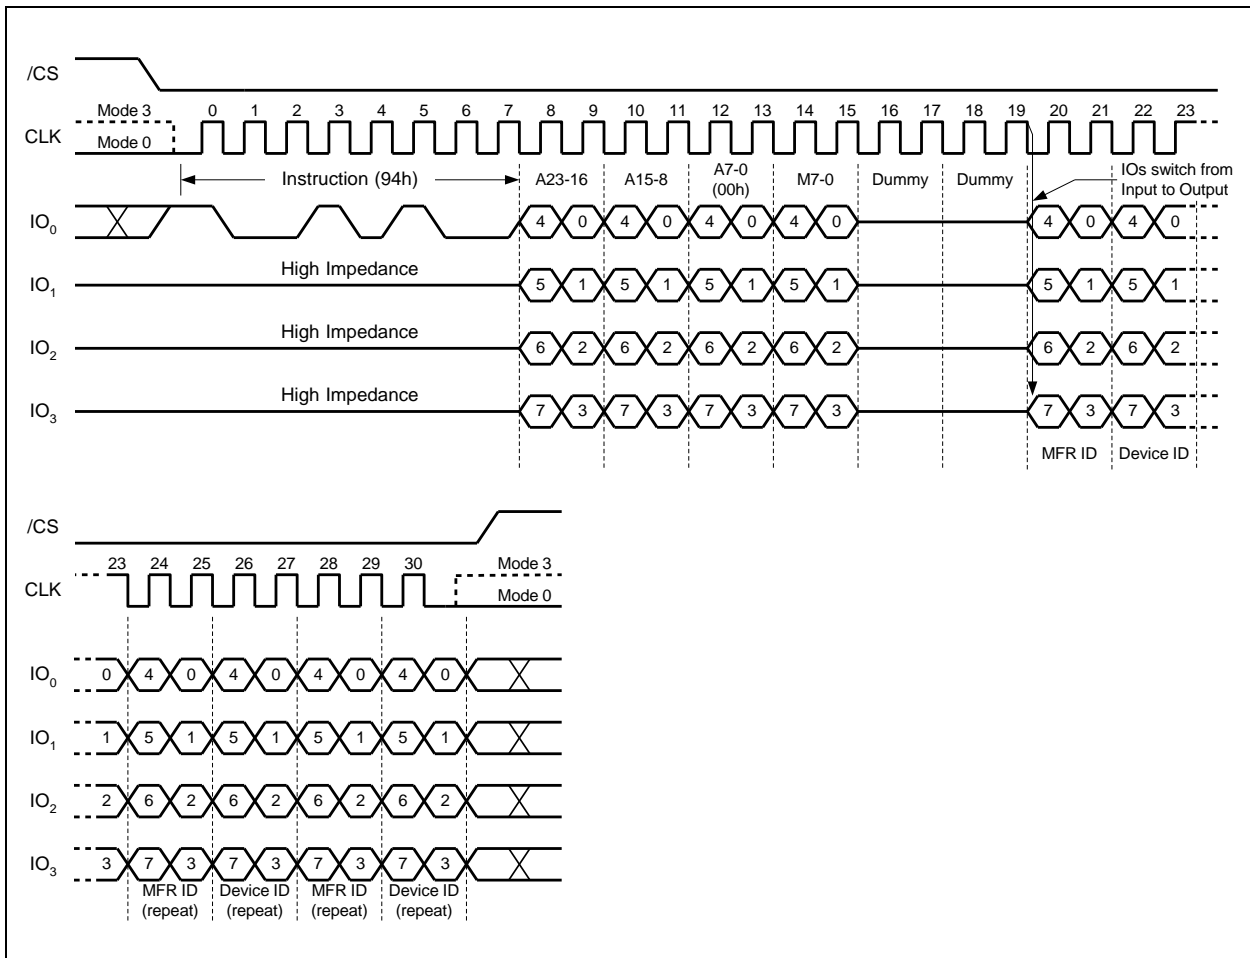 /CS
Mode 3 0 1 2 3 4 5 6 7 8 9 10 11 12 13 14 15 16 17 18 19 20 21 22 23
CLK Mode 0
Instruction (94h) A23-16 A15-8 A7-0 M7-0 Dummy Dummy IOs switch from
(00h) Input to Output
IO0 4 0 4 0 4 0 4 0 4 0 4 0
High Impedance
IO1 5 1 5 1 5 1 5 1 5 1 5 1
High Impedance
IO2 6 2 6 2 6 2 6 2 6 2 6 2
High Impedance
IO3 7 3 7 3 7 3 7 3 7 3 7 3
MFR ID Device ID
/CS
23 24 25 26 27 28 29 30 Mode 3
CLK Mode 0
IO0 0 4 0 4 0 4 0 4 0
IO1 1 5 1 5 1 5 1 5 1
IO2 2 6 2 6 2 6 2 6 2
IO3 3 7 3 7 3 7 3 7 3
MFR ID Device ID MFR ID Device ID
(repeat) (repeat) (repeat) (repeat)